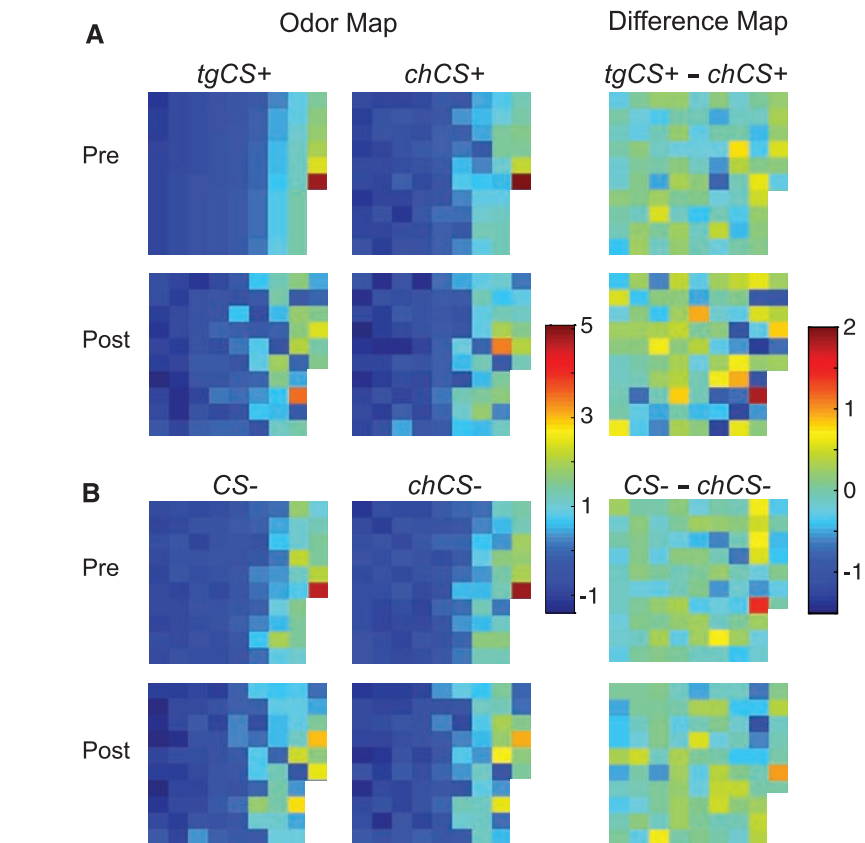 A
Odor Map
Difference Map
tgCS+
chCS+
tgCS+ - chCS+
Pre
Post
5
3
1
-1
2
1
0
-1
B
CS-
chCS-
CS- - chCS-
Pre
Post